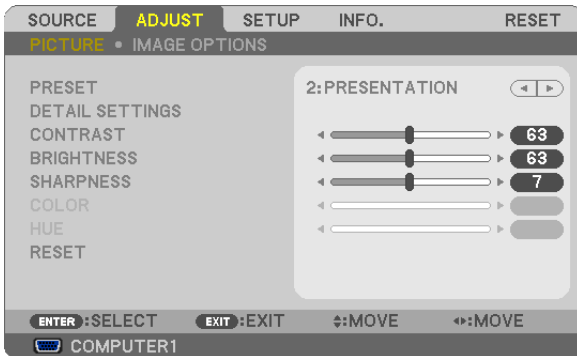 SOURCE ADJUST SETUP INFO. RESET
PICTURE • IMAGE OPTIONS
PRESET 2:PRESENTATION
DETAIL SETTINGS
CONTRAST 63
BRIGHTNESS 63
SHARPNESS 7
COLOR
HUE
RESET
ENTER :SELECT EXIT :EXIT :MOVE :MOVE
COMPUTER1